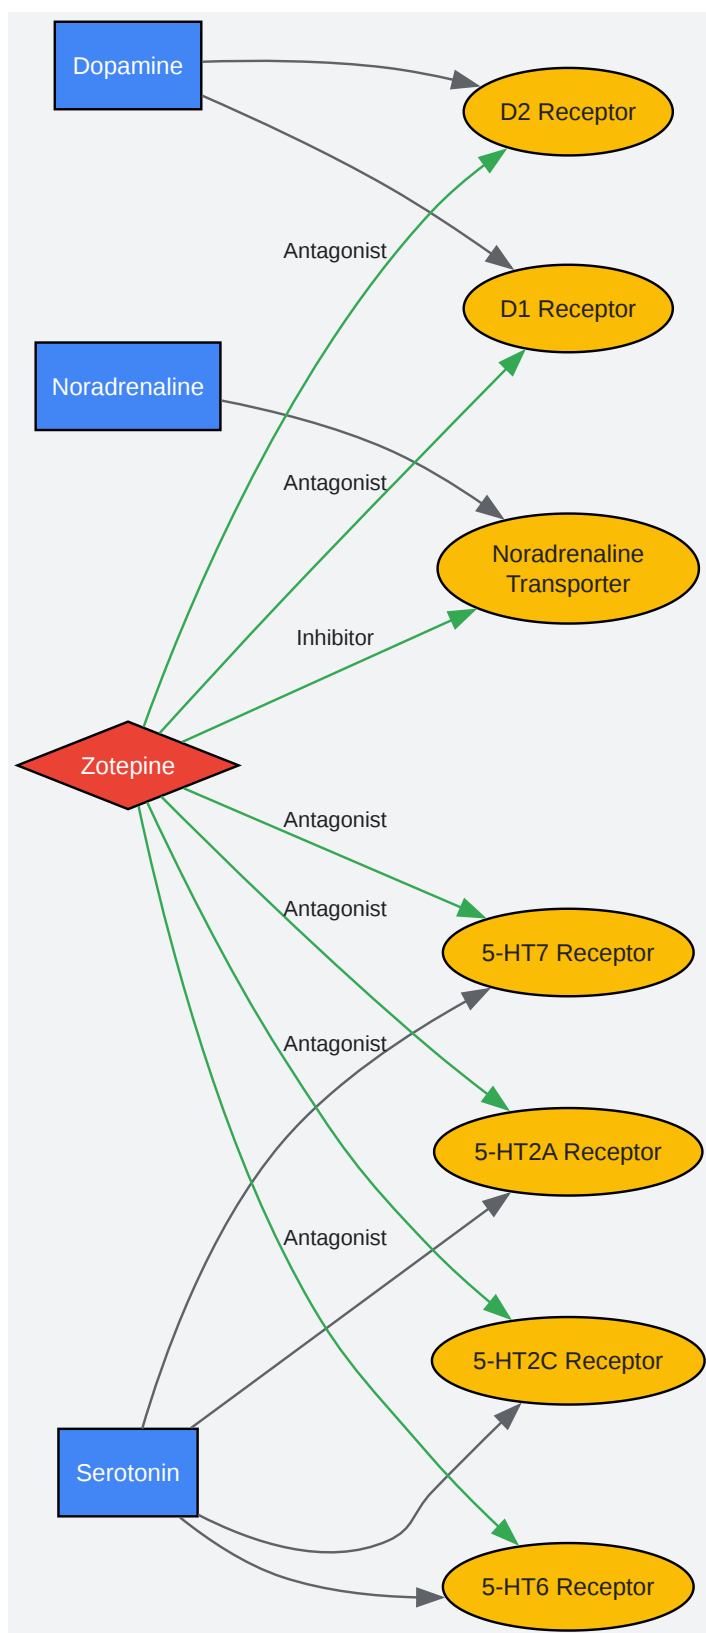 Dopamine
D2 Receptor
Antagonist
D1 Receptor
Noradrenaline
Antagonist
Noradrenaline
Transporter
Inhibitor
Zotepine
Antagonist
Antagonist
5-HT7 Receptor
Antagonist
5-HT2A Receptor
Antagonist
5-HT2C Receptor
Serotonin
5-HT6 Receptor